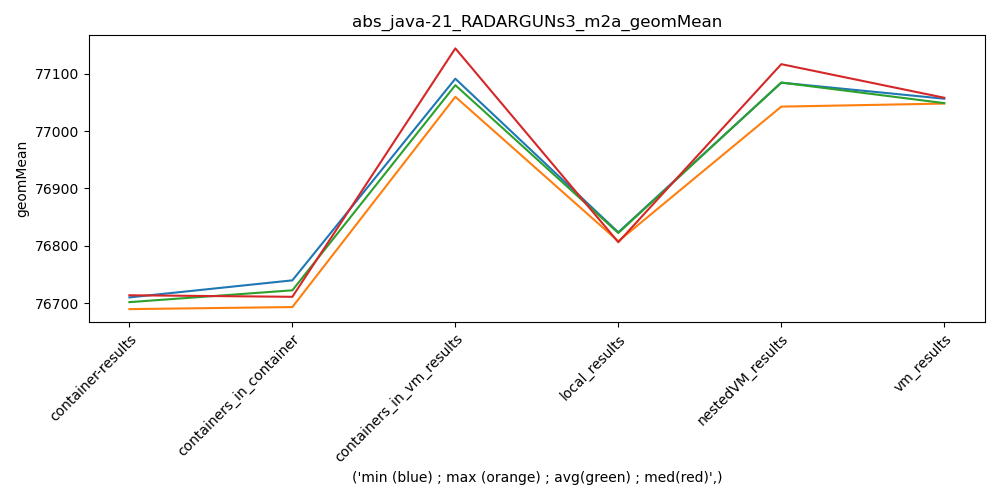 abs_java-21_RADARGUNs3_m2a_geomMean
geomMean
77100
77000
76900
76800
76700
container-results
containers_in_container
containers_in_vm_results
local_results
nestedVM_results
vm_results
('min (blue) ; max (orange) ; avg(green) ; med(red)',)